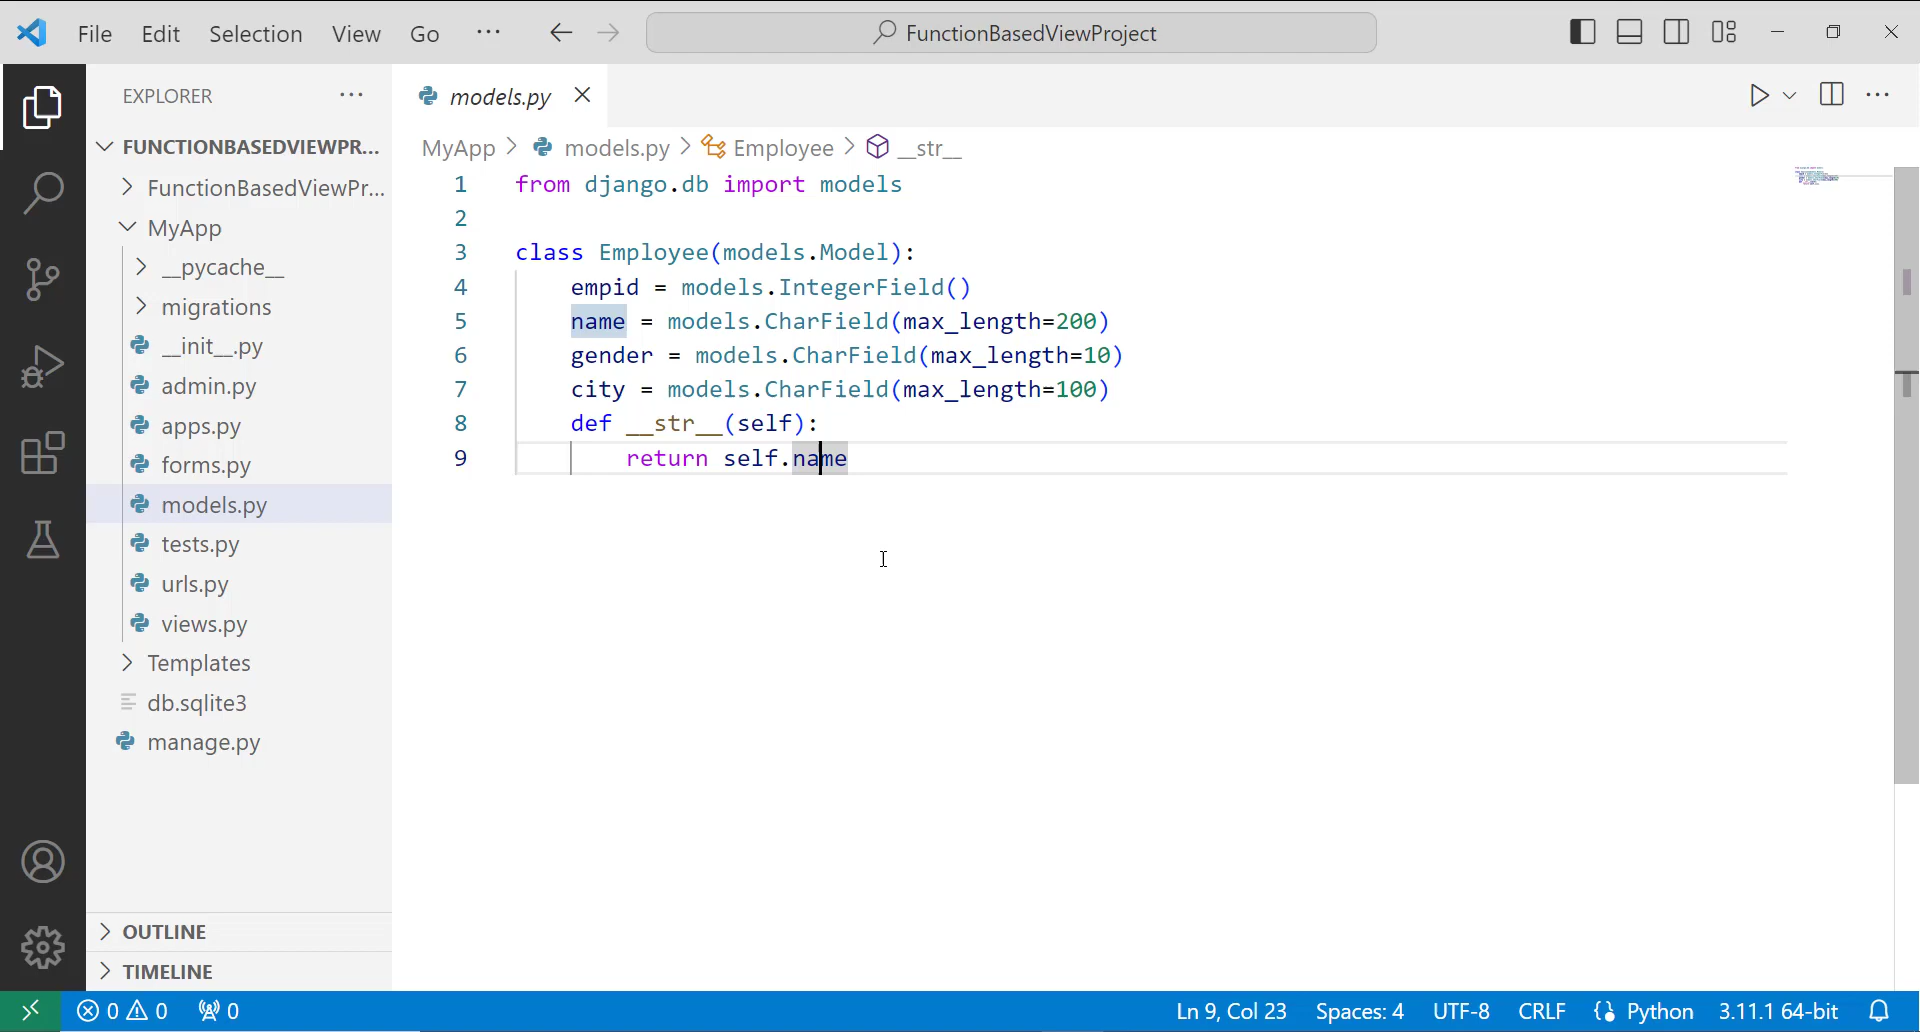 File Edit Selection View Go ··· FunctionBasedViewProject
EXPLORER ···
FUNCTIONBASEDVIEWPR...
FunctionBasedViewPr...
MyApp
__pycache__
migrations
__init__.py
admin.py
apps.py
forms.py
models.py
tests.py
urls.py
views.py
Templates
db.sqlite3
manage.py
OUTLINE
TIMELINE
models.py
MyApp > models.py > Employee > __str__
1 from django.db import models
2
3 class Employee(models.Model):
4     empid = models.IntegerField()
5     name = models.CharField(max_length=200)
6     gender = models.CharField(max_length=10)
7     city = models.CharField(max_length=100)
8     def __str__(self):
9         return self.name
0 0 0 Ln 9, Col 23 Spaces: 4 UTF-8 CRLF Python 3.11.1 64-bit